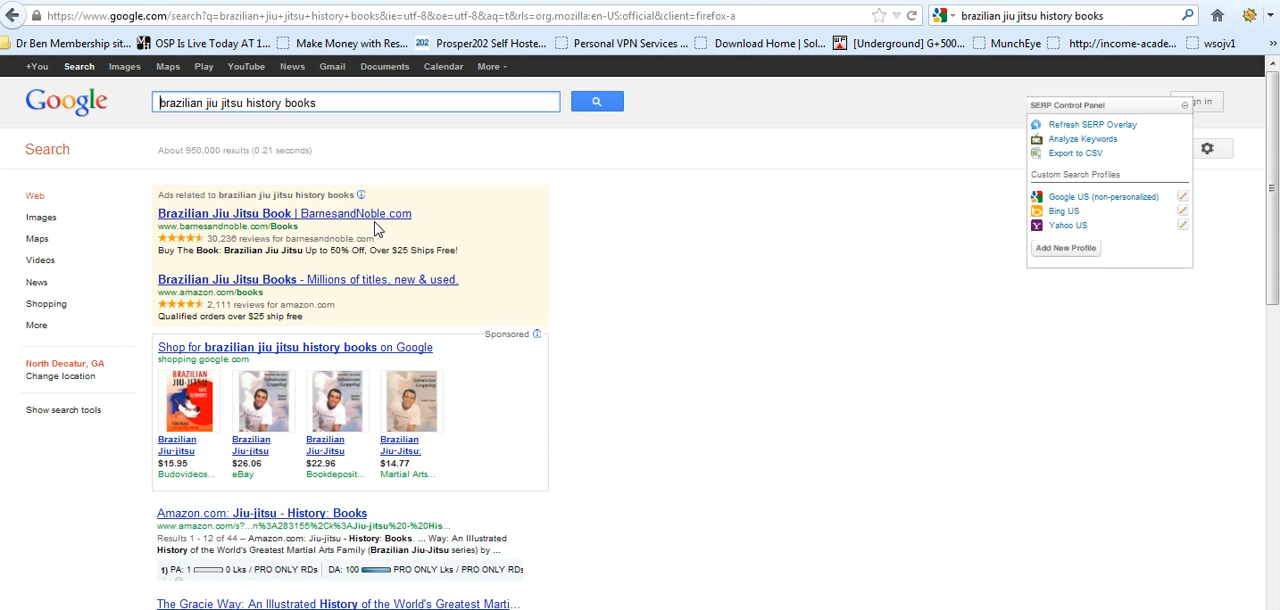 https://www.google.com/search?q=brazilian+jiu+jitsu+history+books&ie=utf-8&oe=utf-8&aq=t&rls=org.mozilla:en-US:official&client=firefox-a
brazilian jiu jitsu history books
Dr Ben Membership sit...
OSP Is Live Today AT 1...
Make Money with Res...
202
Prosper202 Self Hoste...
Personal VPN Services ...
Download Home | Sol...
[Underground] G+500...
MunchEye
http://income-acade...
wsojv1
»
+You Search Images Maps Play YouTube News Gmail Documents Calendar More
Google
brazilian jiu jitsu history books
gn in
Search
About 950,000 results (0.21 seconds)
Web
Images
Maps
Videos
News
Shopping
More
North Decatur, GA
Change location
Show search tools
Ads related to brazilian jiu jitsu history books
Brazilian Jiu Jitsu Book | BarnesandNoble.com
www.barnesandnoble.com/Books
30,236 reviews for barnesandnoble.com
Buy The Book: Brazilian Jiu Jitsu Up to 50% Off, Over $25 Ships Free!
Brazilian Jiu Jitsu Books - Millions of titles, new & used.
www.amazon.com/books
2,111 reviews for amazon.com
Qualified orders over $25 ship free
Sponsored
Shop for brazilian jiu jitsu history books on Google
shopping.google.com
Brazilian
Jiu-jitsu
$15.95
Budovideos...
Brazilian
Jiu-jitsu
$26.06
eBay
Brazilian
Jiu-Jitsu
$22.96
Bookdeposit...
Brazilian
Jiu-Jitsu:
$14.77
Martial Arts...
Amazon.com: Jiu-jitsu - History: Books
www.amazon.com/s?...n%3A283155%2Ck%3AJiu-jitsu%20-%20His...
Results 1 - 12 of 44 – Amazon.com: Jiu-jitsu - History: Books. ... Way: An Illustrated
History of the World's Greatest Martial Arts Family (Brazilian Jiu-Jitsu series) by ...
1) PA: 1 0 Lks / PRO ONLY RDs DA: 100 PRO ONLY Lks / PRO ONLY RDs
The Gracie Way: An Illustrated History of the World's Greatest Marti...
SERP Control Panel
Refresh SERP Overlay
Analyze Keywords
Export to CSV
Custom Search Profiles
Google US (non-personalized)
Bing US
Yahoo US
Add New Profile